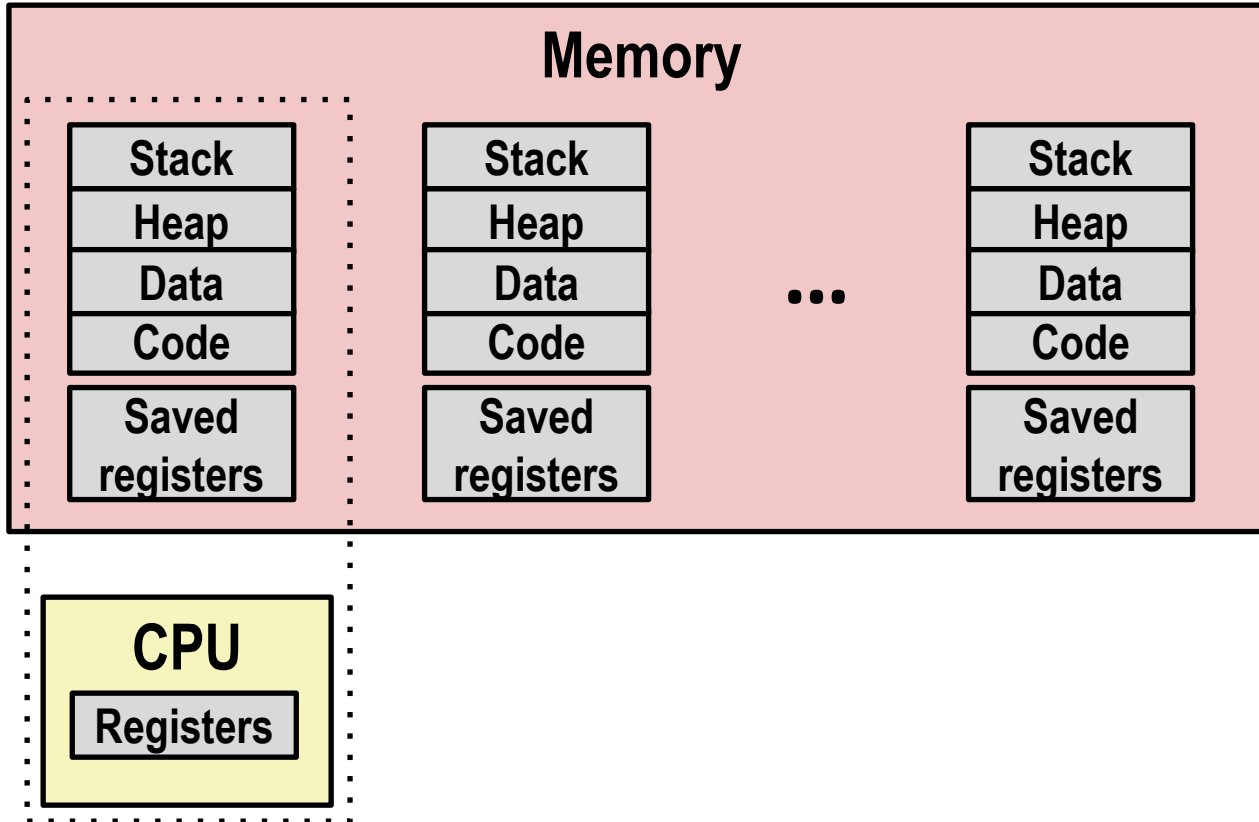 Memory
Stack
Heap
Data
Code
Saved
registers
Stack
Heap
Data
Code
Saved
registers
...
Stack
Heap
Data
Code
Saved
registers
CPU
Registers